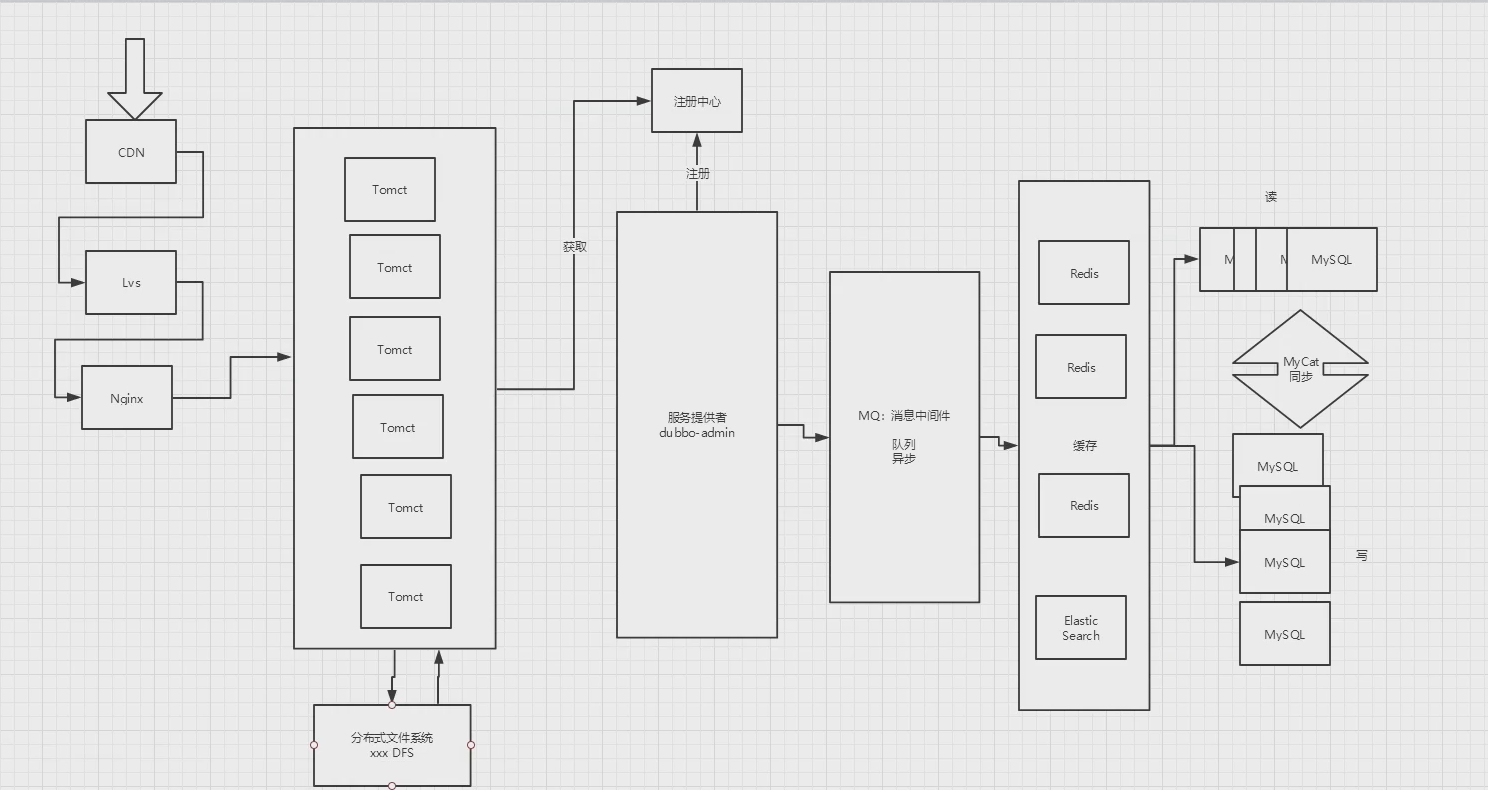 CDN
Lvs
Nginx
Tomct
Tomct
Tomct
Tomct
Tomct
Tomct
分布式文件系统
xxx DFS
获取
注册中心
注册
服务提供者
dubbo-admin
MQ：消息中间件
队列
异步
Redis
Redis
缓存
Redis
Elastic
Search
读
M
M
MySQL
MyCat
同步
MySQL
MySQL
MySQL
写
MySQL